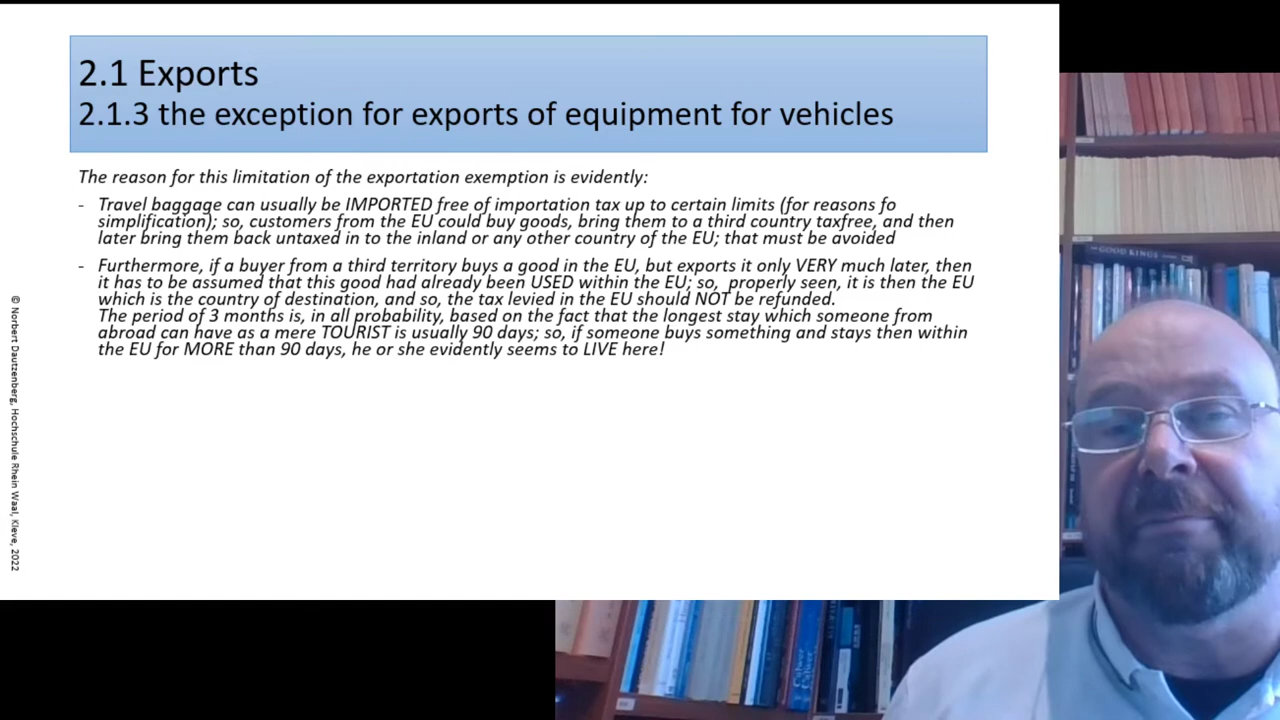 2.1 Exports
2.1.3 the exception for exports of equipment for vehicles
The reason for this limitation of the exportation exemption is evidently:
- Travel baggage can usually be IMPORTED free of importation tax up to certain limits (for reasons fo
simplification); so, customers from the EU could buy goods, bring them to a third country taxfree, and then
later bring them back untaxed in to the inland or any other country of the EU; that must be avoided
- Furthermore, if a buyer from a third territory buys a good in the EU, but exports it only VERY much later, then
it has to be assumed that this good had already been USED within the EU; so, properly seen, it is then the EU
which is the country of destination, and so, the tax levied in the EU should NOT be refunded.
The period of 3 months is, in all probability, based on the fact that the longest stay which someone from
abroad can have as a mere TOURIST is usually 90 days; so, if someone buys something and stays then within
the EU for MORE than 90 days, he or she evidently seems to LIVE here!
© Norbert Dautzenberg, Hochschule Rhein Waal, Kleve, 2022
GOOD KINGS